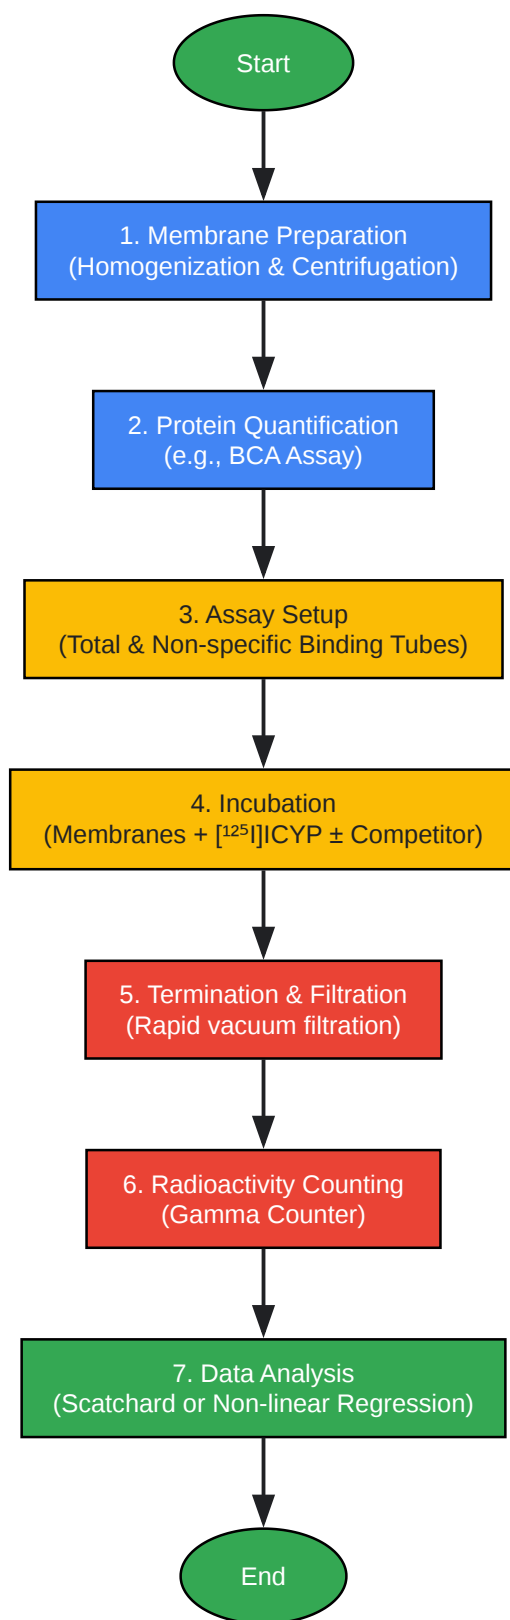 Start
1. Membrane Preparation
(Homogenization & Centrifugation)
2. Protein Quantification
(e.g., BCA Assay)
3. Assay Setup
(Total & Non-specific Binding Tubes)
4. Incubation
(Membranes + [¹²⁵I]ICYP ± Competitor)
5. Termination & Filtration
(Rapid vacuum filtration)
6. Radioactivity Counting
(Gamma Counter)
7. Data Analysis
(Scatchard or Non-linear Regression)
End